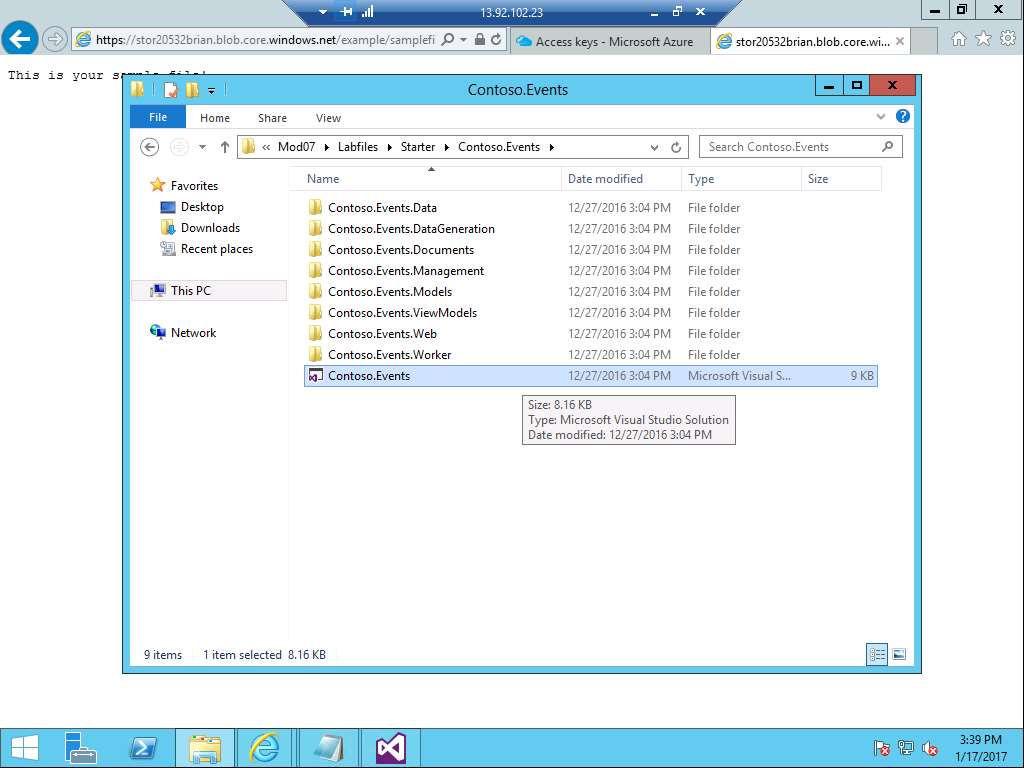 13.92.102.23
https://stor20532brian.blob.core.windows.net/example/samplefi
Access keys - Microsoft Azure
stor20532brian.blob.core.wi...
This is your sample file!
Contoso.Events
File Home Share View
« Mod07 Labfiles Starter Contoso.Events
Search Contoso.Events
Name Date modified Type Size
Favorites
Desktop
Downloads
Recent places
This PC
Network
Contoso.Events.Data 12/27/2016 3:04 PM File folder
Contoso.Events.DataGeneration 12/27/2016 3:04 PM File folder
Contoso.Events.Documents 12/27/2016 3:04 PM File folder
Contoso.Events.Management 12/27/2016 3:04 PM File folder
Contoso.Events.Models 12/27/2016 3:04 PM File folder
Contoso.Events.ViewModels 12/27/2016 3:04 PM File folder
Contoso.Events.Web 12/27/2016 3:04 PM File folder
Contoso.Events.Worker 12/27/2016 3:04 PM File folder
Contoso.Events 12/27/2016 3:04 PM Microsoft Visual S... 9 KB
Size: 8.16 KB
Type: Microsoft Visual Studio Solution
Date modified: 12/27/2016 3:04 PM
9 items 1 item selected 8.16 KB
3:39 PM
1/17/2017